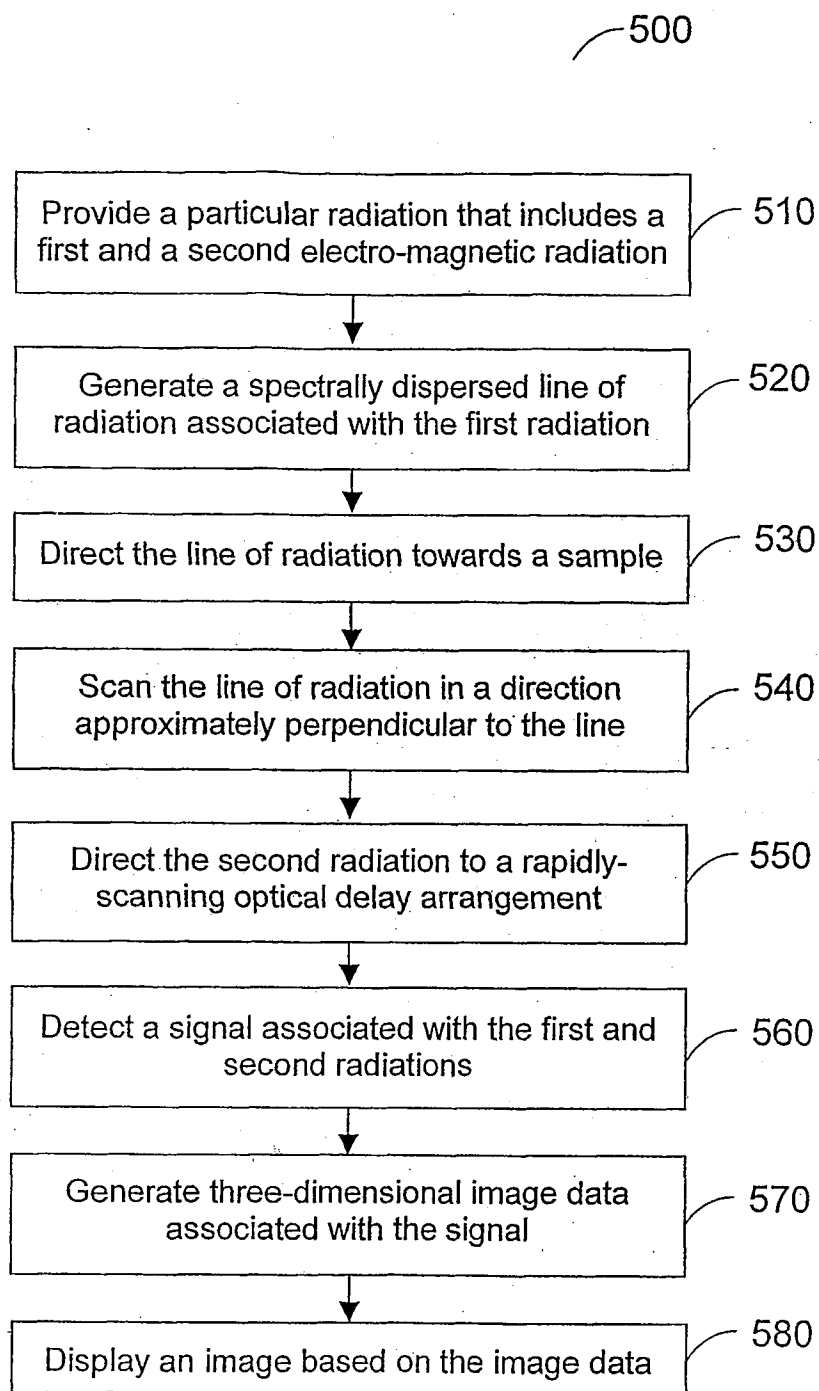 500
Provide a particular radiation that includes a
first and a second electro-magnetic radiation
510
Generate a spectrally dispersed line of
radiation associated with the first radiation
520
Direct the line of radiation towards a sample
530
Scan the line of radiation in a direction
approximately perpendicular to the line
540
Direct the second radiation to a rapidly-
scanning optical delay arrangement
550
Detect a signal associated with the first and
second radiations
560
Generate three-dimensional image data
associated with the signal
570
Display an image based on the image data
580